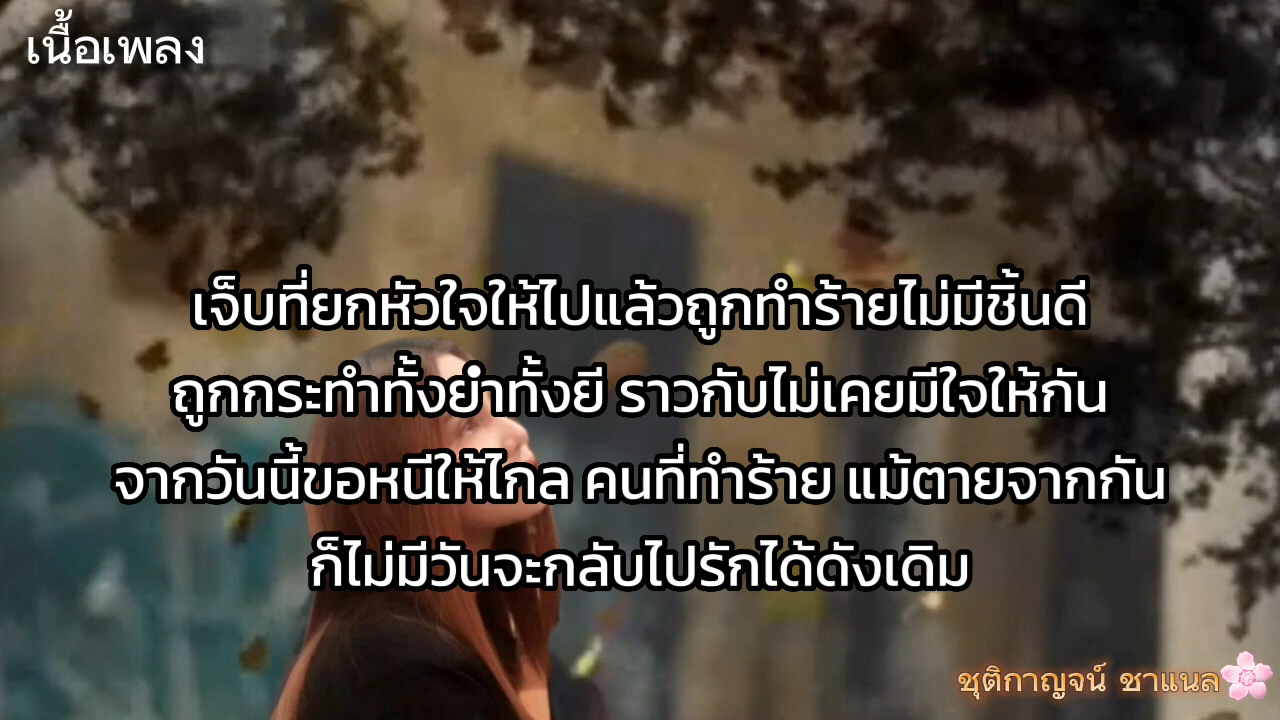 เนื้อเพลง
เจ็บที่ยกหัวใจให้ไปแล้วถูกทำร้ายไม่มีชิ้นดี
ถูกกระทำทั้งย่ำทั้งยี ราวกับไม่เคยมีใจให้กัน
จากวันนี้ขอหนีให้ไกล คนที่ทำร้าย แม้ตายจากกัน
ก็ไม่มีวันจะกลับไปรักได้ดังเดิม
ชุติกาญจน์ ชาแนล